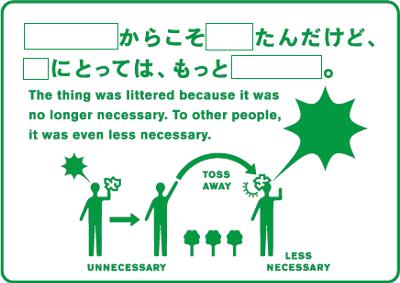 からこそ たんだけど、
にとっては、もっと 。
The thing was littered because it was
no longer necessary. To other people,
it was even less necessary.
TOSS
AWAY
UNNECESSARY
LESS
NECESSARY